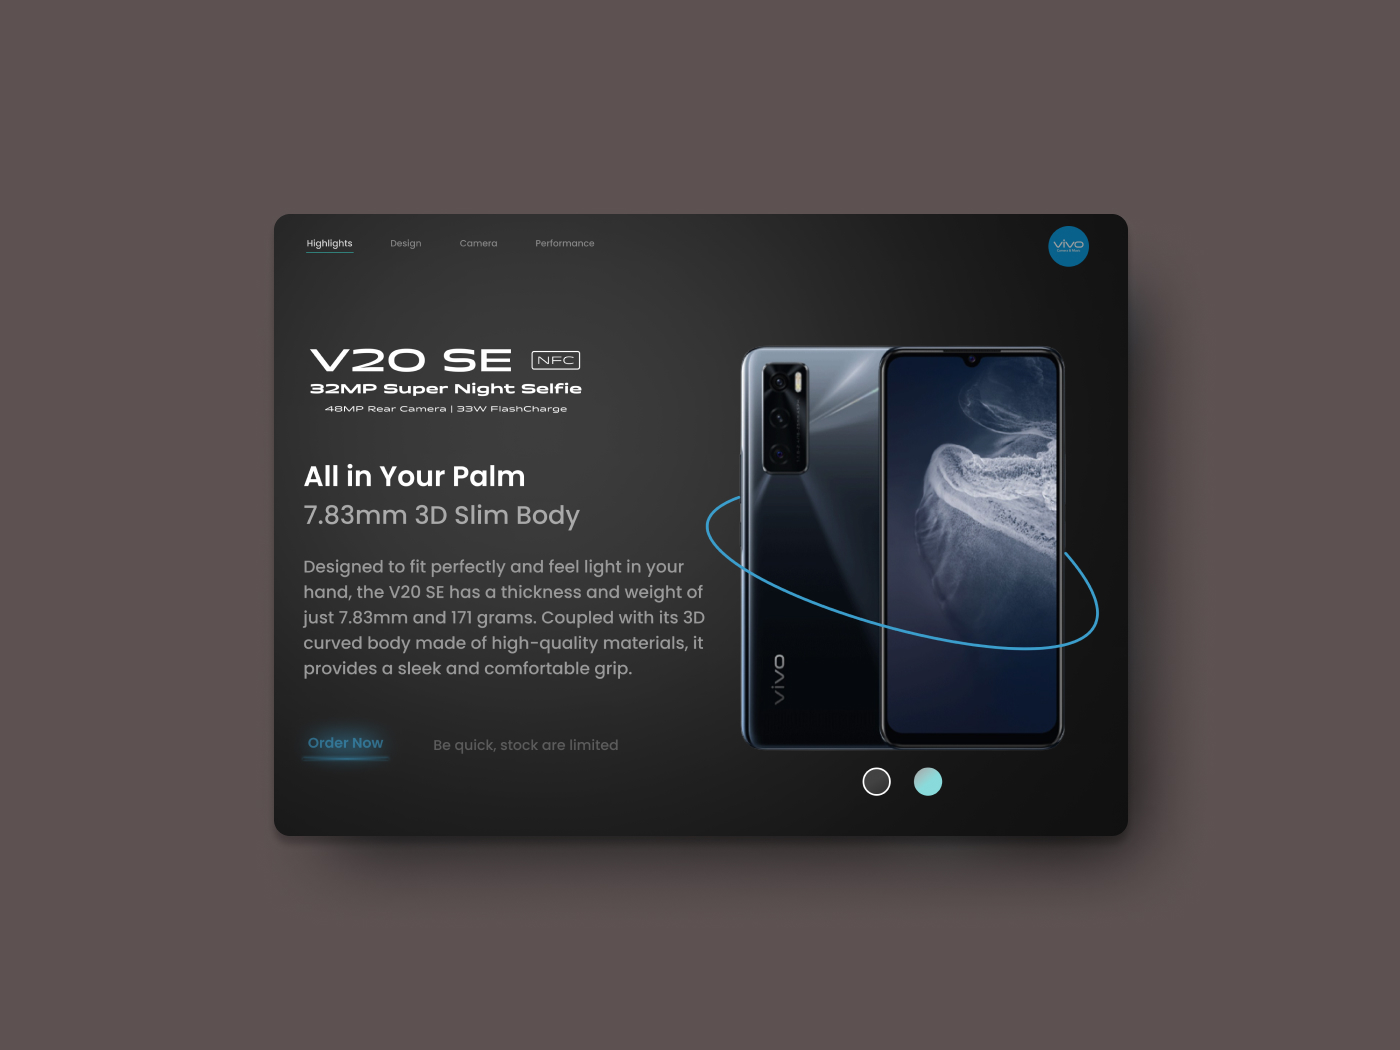 Highlights Design Camera Performance
vivo
V20 SE NFC
32MP Super Night Selfie
48MP Rear Camera | 33W FlashCharge
All in Your Palm
7.83mm 3D Slim Body
Designed to fit perfectly and feel light in your
hand, the V20 SE has a thickness and weight of
just 7.83mm and 171 grams. Coupled with its 3D
curved body made of high-quality materials, it
provides a sleek and comfortable grip.
vivo
Order Now
Be quick, stock are limited